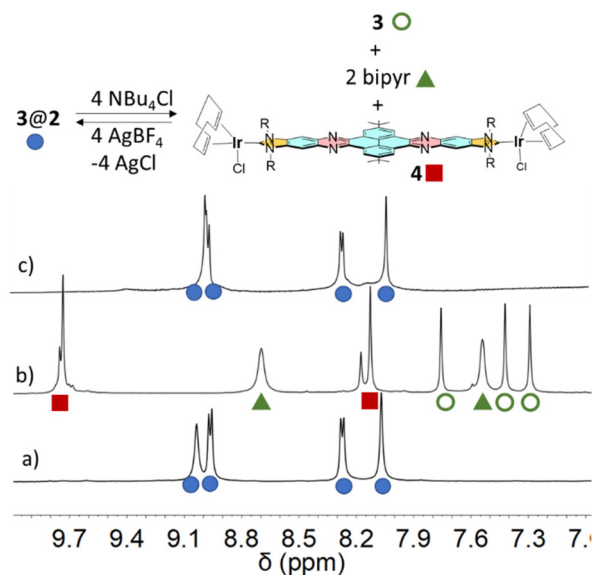 3
+
2 bipyr
+
3@2
4 NBu₄Cl
4 AgBF₄
-4 AgCl
Ir
Cl
R
N
N
R
N
N
R
N
N
R
Ir
Cl
4
c)
b)
a)
9.7 9.4 9.1 8.8 8.5 8.2 7.9 7.6 7.3
δ (ppm)